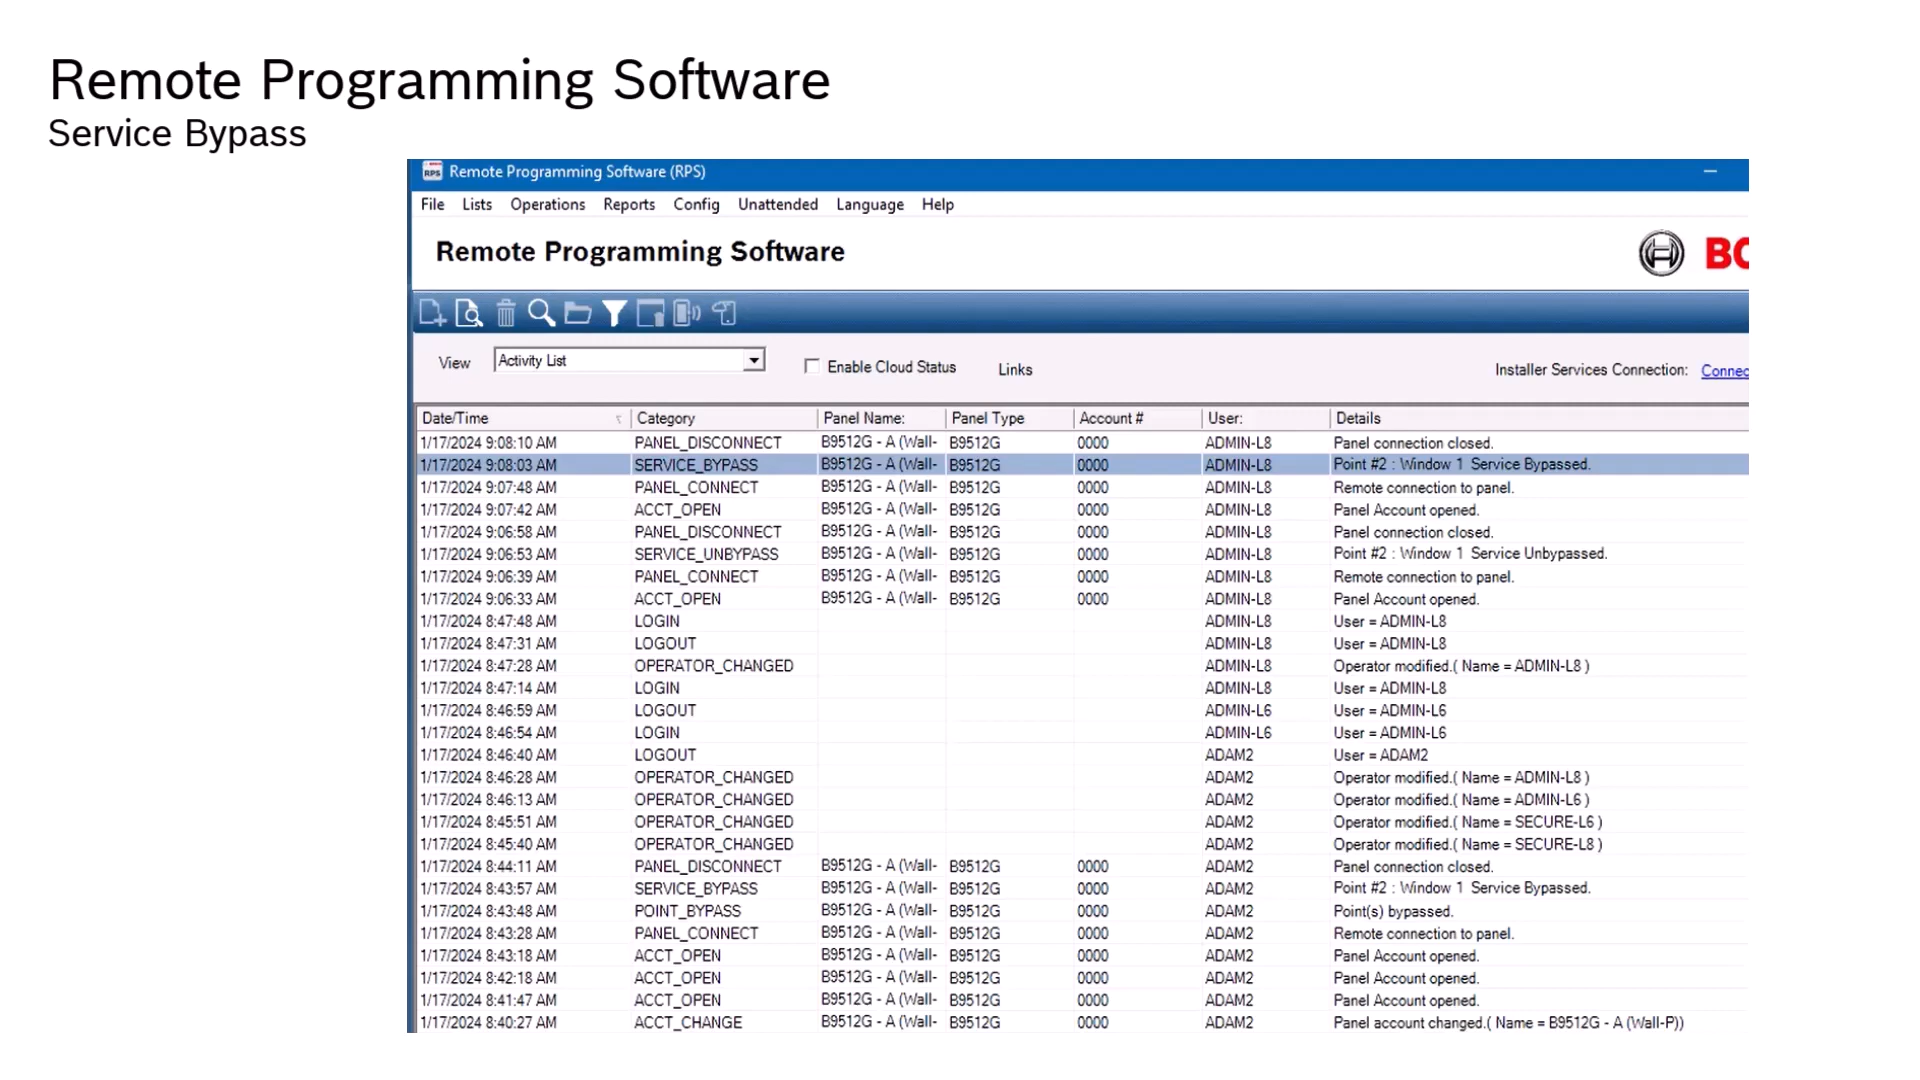 Remote Programming Software
Service Bypass
RPS Remote Programming Software (RPS)
File Lists Operations Reports Config Unattended Language Help
Remote Programming Software
View Activity List Enable Cloud Status Links Installer Services Connection: Connec
Date/Time Category Panel Name: Panel Type Account # User: Details
1/17/2024 9:08:10 AM PANEL_DISCONNECT B9512G - A (Wall- B9512G 0000 ADMIN-L8 Panel connection closed.
1/17/2024 9:08:03 AM SERVICE_BYPASS B9512G - A (Wall- B9512G 0000 ADMIN-L8 Point #2 : Window 1 Service Bypassed.
1/17/2024 9:07:48 AM PANEL_CONNECT B9512G - A (Wall- B9512G 0000 ADMIN-L8 Remote connection to panel.
1/17/2024 9:07:42 AM ACCT_OPEN B9512G - A (Wall- B9512G 0000 ADMIN-L8 Panel Account opened.
1/17/2024 9:06:58 AM PANEL_DISCONNECT B9512G - A (Wall- B9512G 0000 ADMIN-L8 Panel connection closed.
1/17/2024 9:06:53 AM SERVICE_UNBYPASS B9512G - A (Wall- B9512G 0000 ADMIN-L8 Point #2 : Window 1 Service Unbypassed.
1/17/2024 9:06:39 AM PANEL_CONNECT B9512G - A (Wall- B9512G 0000 ADMIN-L8 Remote connection to panel.
1/17/2024 9:06:33 AM ACCT_OPEN B9512G - A (Wall- B9512G 0000 ADMIN-L8 Panel Account opened.
1/17/2024 8:47:48 AM LOGIN ADMIN-L8 User = ADMIN-L8
1/17/2024 8:47:31 AM LOGOUT ADMIN-L8 User = ADMIN-L8
1/17/2024 8:47:28 AM OPERATOR_CHANGED ADMIN-L8 Operator modified.( Name = ADMIN-L8 )
1/17/2024 8:47:14 AM LOGIN ADMIN-L8 User = ADMIN-L8
1/17/2024 8:46:59 AM LOGOUT ADMIN-L6 User = ADMIN-L6
1/17/2024 8:46:54 AM LOGIN ADMIN-L6 User = ADMIN-L6
1/17/2024 8:46:40 AM LOGOUT ADAM2 User = ADAM2
1/17/2024 8:46:28 AM OPERATOR_CHANGED ADAM2 Operator modified.( Name = ADMIN-L8 )
1/17/2024 8:46:13 AM OPERATOR_CHANGED ADAM2 Operator modified.( Name = ADMIN-L6 )
1/17/2024 8:45:51 AM OPERATOR_CHANGED ADAM2 Operator modified.( Name = SECURE-L6 )
1/17/2024 8:45:40 AM OPERATOR_CHANGED ADAM2 Operator modified.( Name = SECURE-L8 )
1/17/2024 8:44:11 AM PANEL_DISCONNECT B9512G - A (Wall- B9512G 0000 ADAM2 Panel connection closed.
1/17/2024 8:43:57 AM SERVICE_BYPASS B9512G - A (Wall- B9512G 0000 ADAM2 Point #2 : Window 1 Service Bypassed.
1/17/2024 8:43:48 AM POINT_BYPASS B9512G - A (Wall- B9512G 0000 ADAM2 Point(s) bypassed.
1/17/2024 8:43:28 AM PANEL_CONNECT B9512G - A (Wall- B9512G 0000 ADAM2 Remote connection to panel.
1/17/2024 8:43:18 AM ACCT_OPEN B9512G - A (Wall- B9512G 0000 ADAM2 Panel Account opened.
1/17/2024 8:42:18 AM ACCT_OPEN B9512G - A (Wall- B9512G 0000 ADAM2 Panel Account opened.
1/17/2024 8:41:47 AM ACCT_OPEN B9512G - A (Wall- B9512G 0000 ADAM2 Panel Account opened.
1/17/2024 8:40:27 AM ACCT_CHANGE B9512G - A (Wall- B9512G 0000 ADAM2 Panel account changed.( Name = B9512G - A (Wall-P))